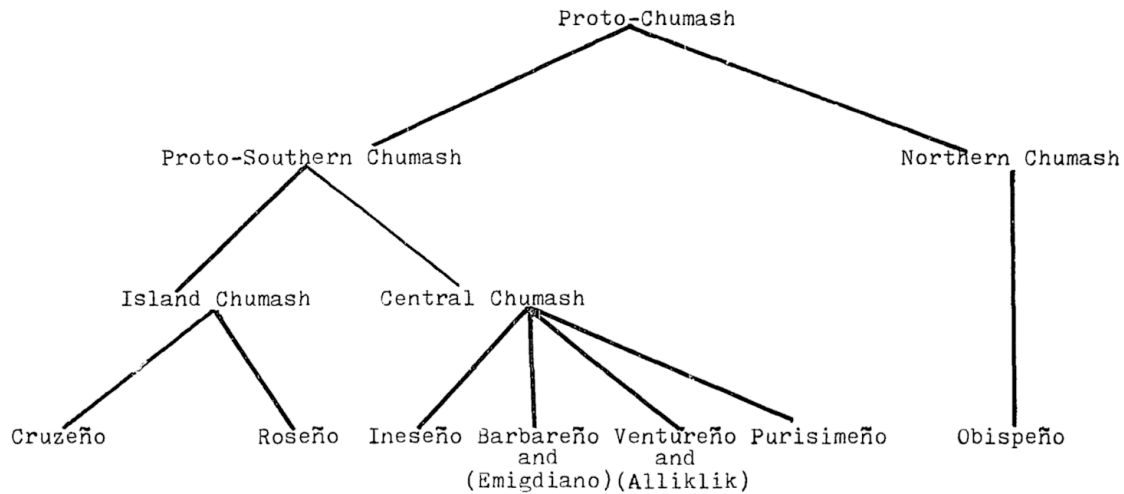 Proto-Chumash
Proto-Southern Chumash Northern Chumash
Island Chumash Central Chumash
Cruzeño Roseño Ineseño Barbareño Ventureño Purisimeño Obispeño
and and
(Emigdiano) (Alliklik)